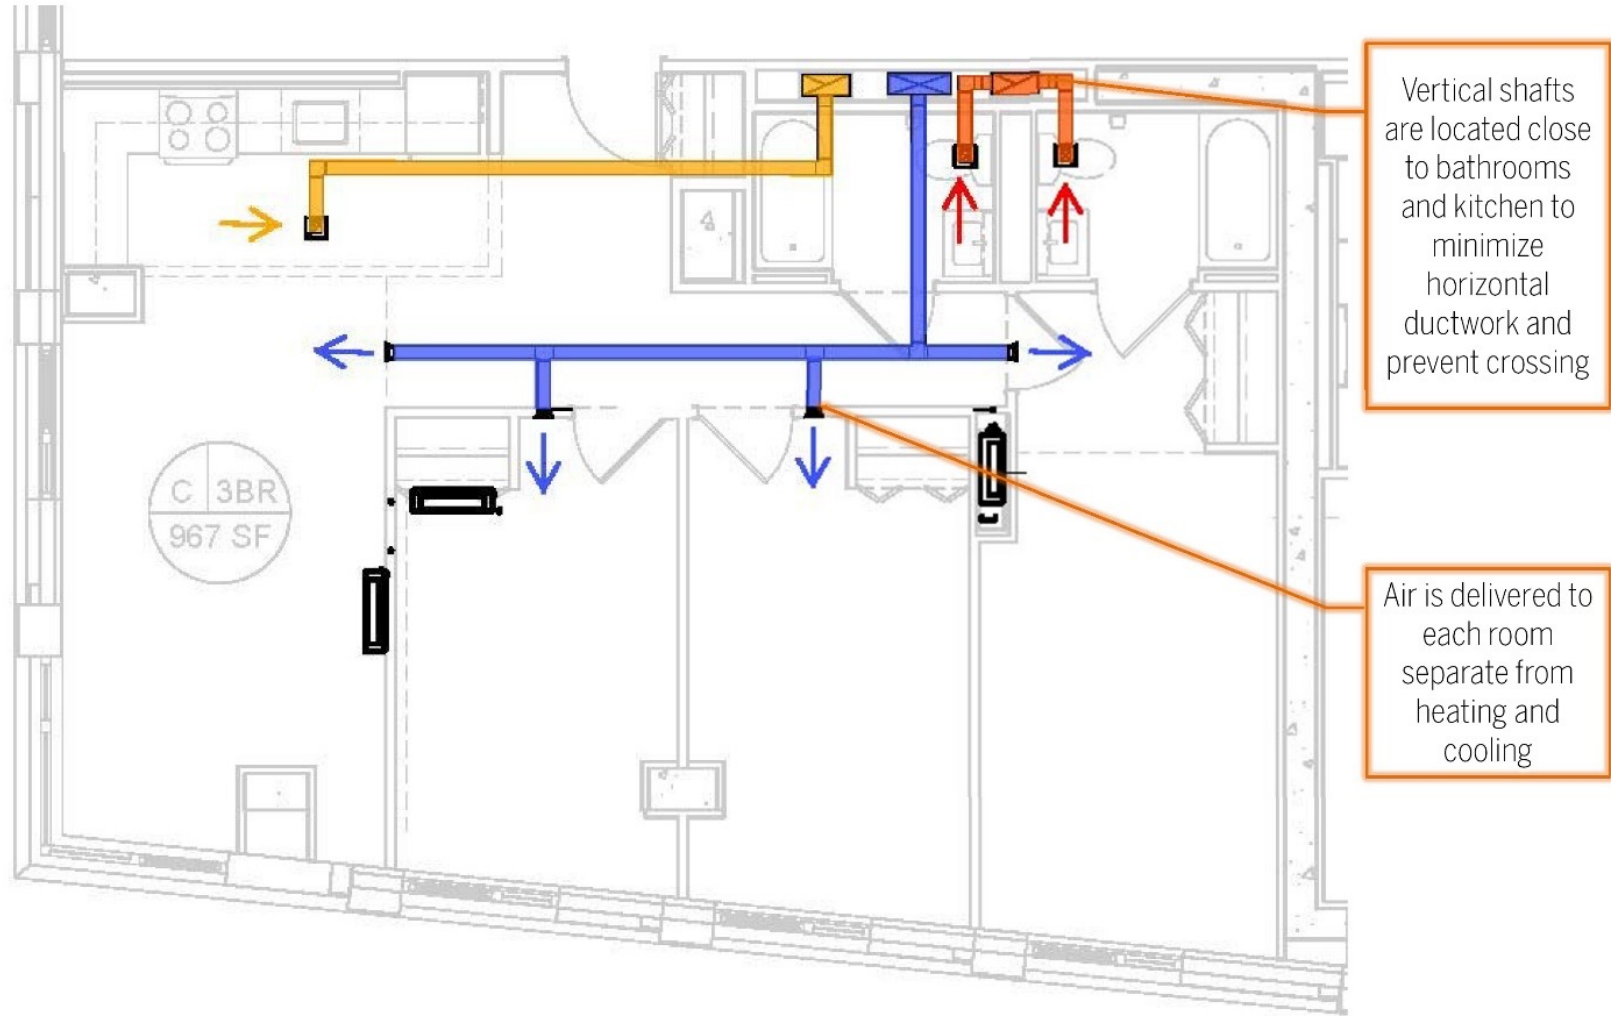 Vertical shafts
are located close
to bathrooms
and kitchen to
minimize
horizontal
ductwork and
prevent crossing
C 3BR
967 SF
Air is delivered to
each room
separate from
heating and
cooling